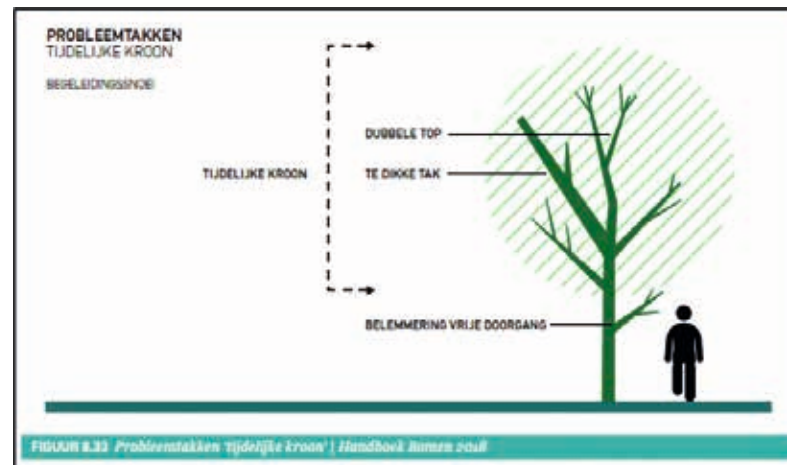 PROBLEEMTAKKEN
TIJDELIJKE KROON
BEGELEIDINGSSNOEI
DUBBELE TOP
TIJDELIJKE KROON
TE DIKKE TAK
BELEMMERING VRIJE DOORGANG
FIGUUR 8.33 Probleemtakken 'tijdelijke kroon' | Handboek Bomen 2018